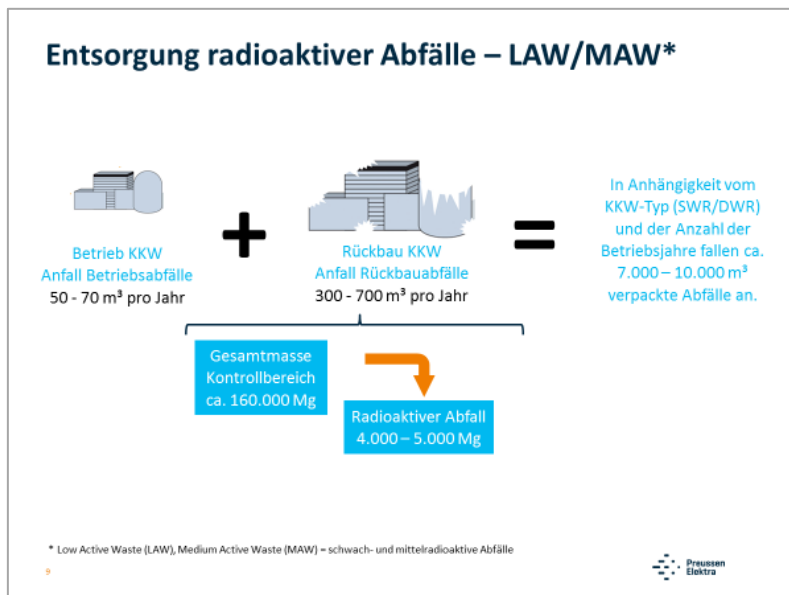 Entsorgung radioaktiver Abfälle – LAW/MAW*
Betrieb KKW
Anfall Betriebsabfälle
50 - 70 m³ pro Jahr
Rückbau KKW
Anfall Rückbauabfälle
300 - 700 m³ pro Jahr
In Anhängigkeit vom
KKW-Typ (SWR/DWR)
und der Anzahl der
Betriebsjahre fallen ca.
7.000 – 10.000 m³
verpackte Abfälle an.
Gesamtmasse
Kontrollbereich
ca. 160.000 Mg
Radioaktiver Abfall
4.000 – 5.000 Mg
* Low Active Waste (LAW), Medium Active Waste (MAW) = schwach- und mittelradioaktive Abfälle
9
Preussen
Elektra